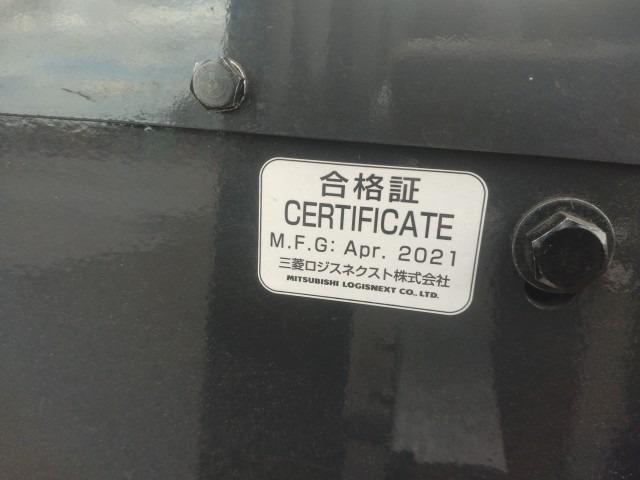 合格証
CERTIFICATE
M.F.G: Apr. 2021
三菱ロジスネクスト株式会社
MITSUBISHI LOGISNEXT CO., LTD.